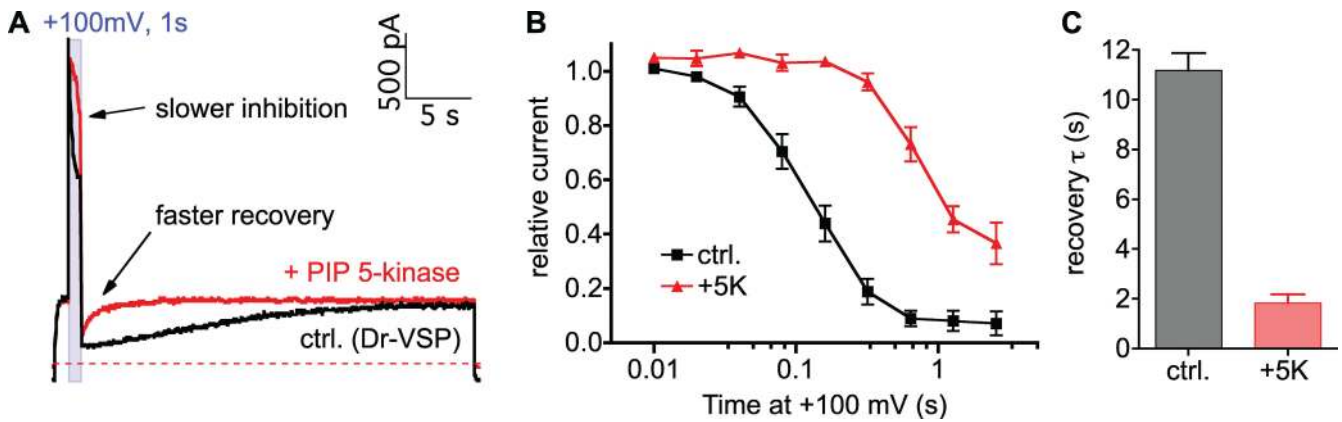 A
+100mV, 1s
500 pA
5 s
slower inhibition
faster recovery
+ PIP 5-kinase
ctrl. (Dr-VSP)
B
relative current
1.0
0.8
0.6
0.4
0.2
0.0
ctrl.
+5K
0.01
0.1
1
Time at +100 mV (s)
C
recovery τ (s)
12
10
8
6
4
2
0
ctrl.
+5K